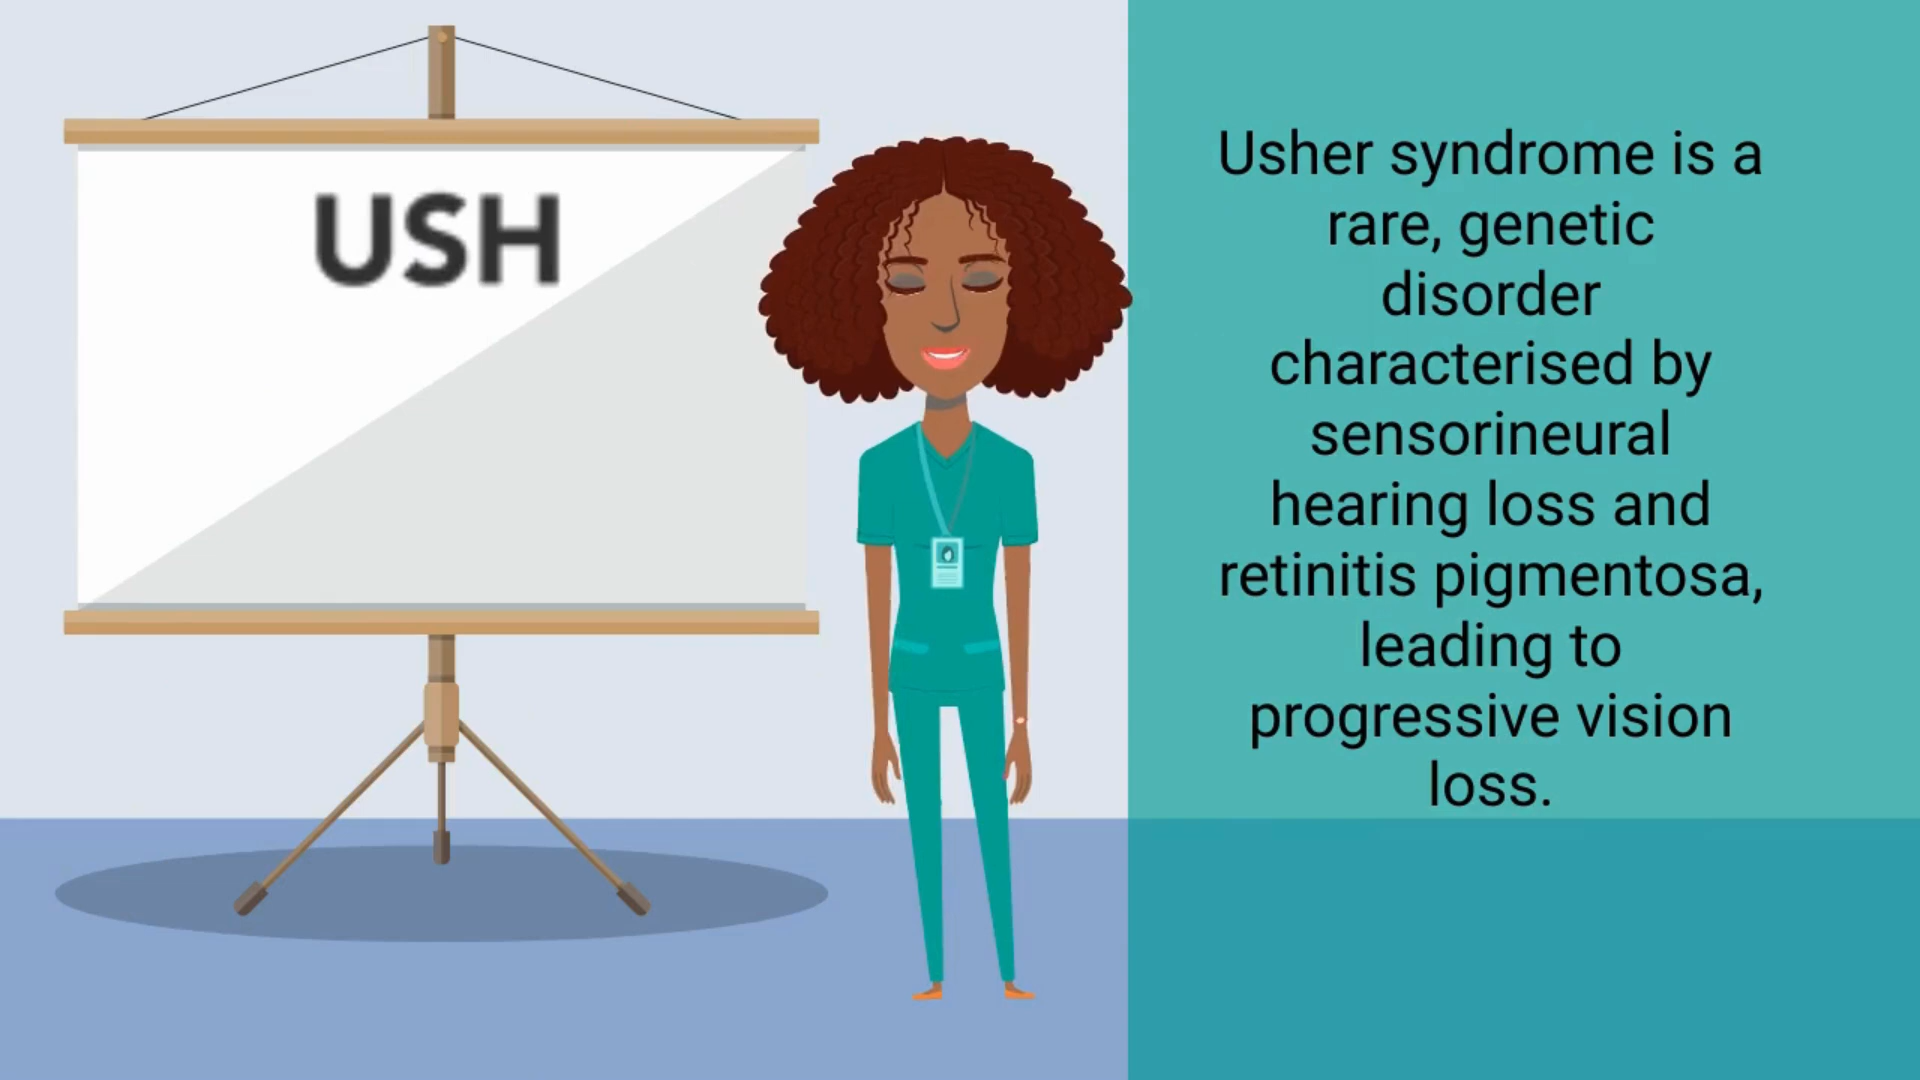 USH
Usher syndrome is a
rare, genetic
disorder
characterised by
sensorineural
hearing loss and
retinitis pigmentosa,
leading to
progressive vision
loss.